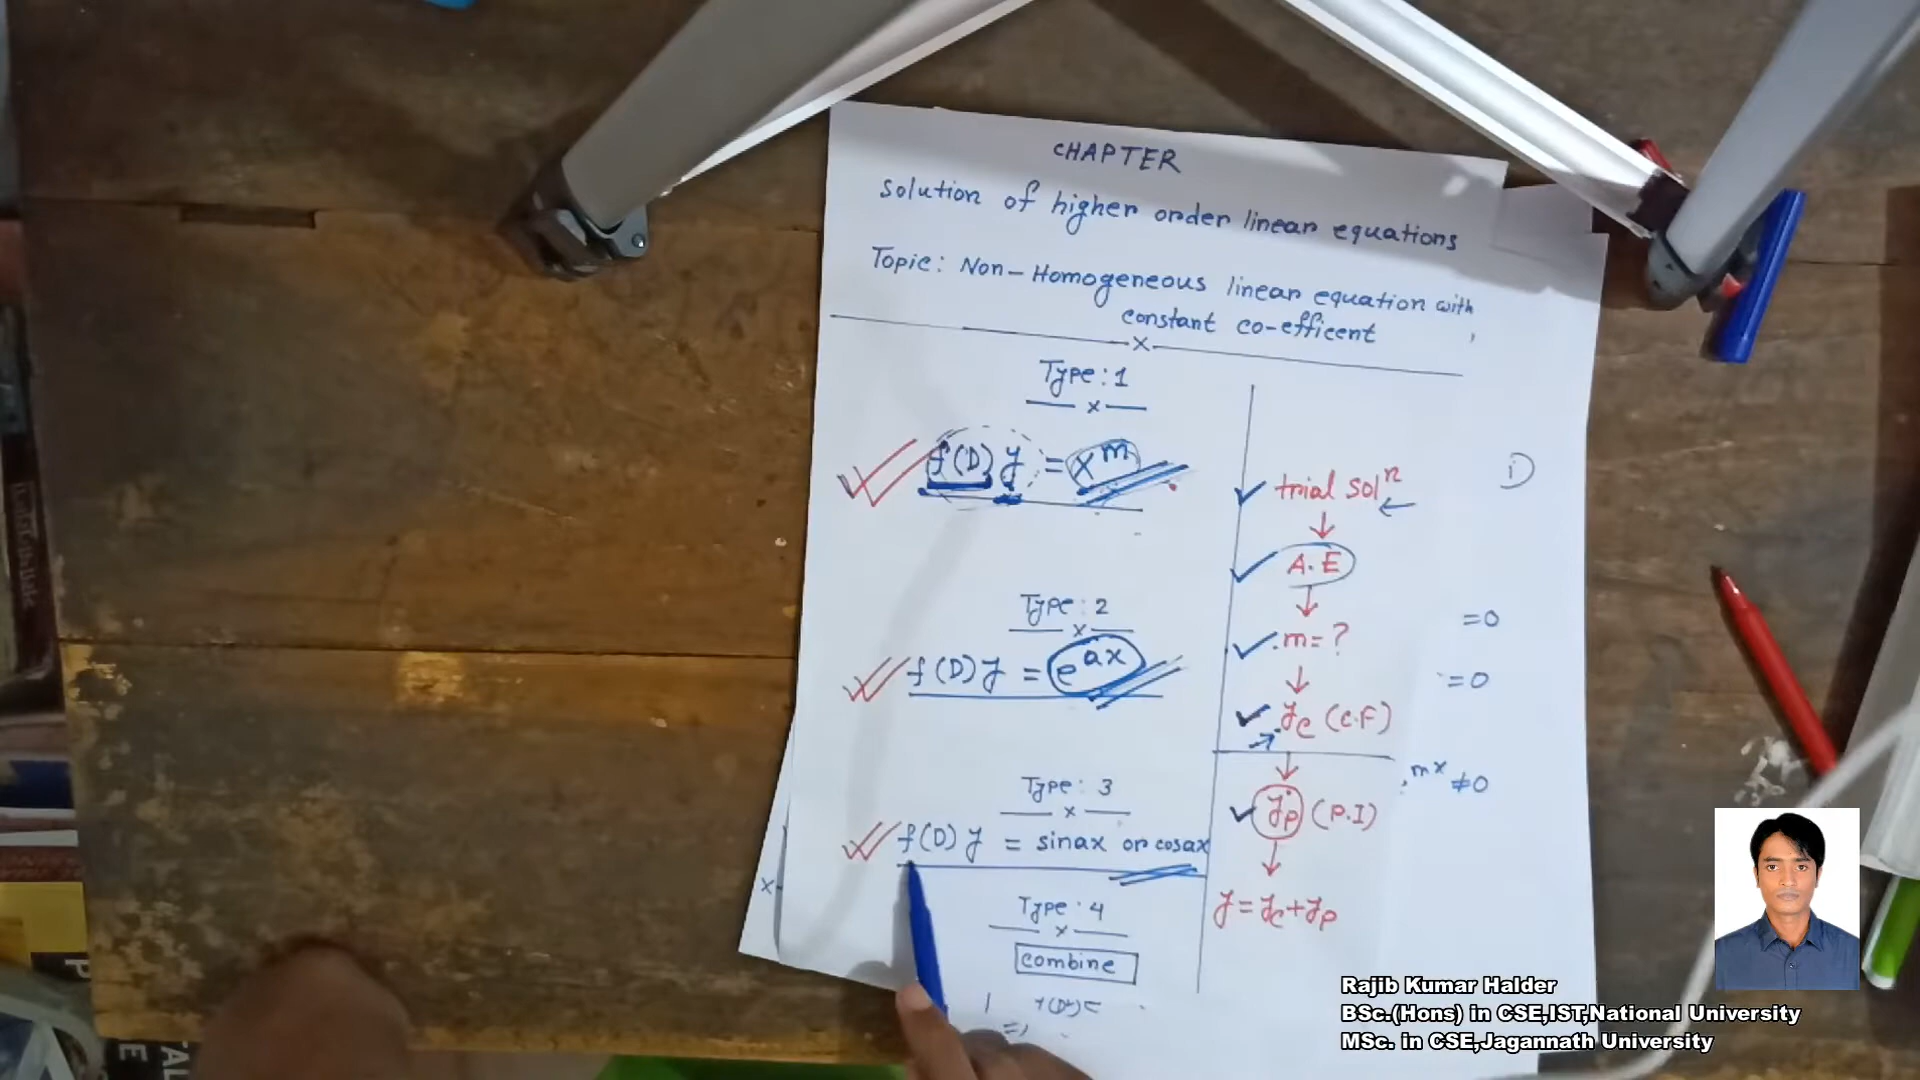 CHAPTER
solution of higher order linear equations
Topic: Non-Homogeneous linear equation with
constant co-efficent
x
Type: 1
x
f(D) y = x^m
Type: 2
x
f(D) y = e^ax
Type: 3
x
f(D) y = sinax or cosax
Type: 4
x
combine
trial sol^n
↓
A.E
↓
m = ?
↓
y_c (C.F)
↓
y_p (P.I)
↓
y = y_c + y_p
D
=0
=0
mx ≠0
x
Rajib Kumar Halder
BSc.(Hons) in CSE,IST,National University
MSc. in CSE,Jagannath University